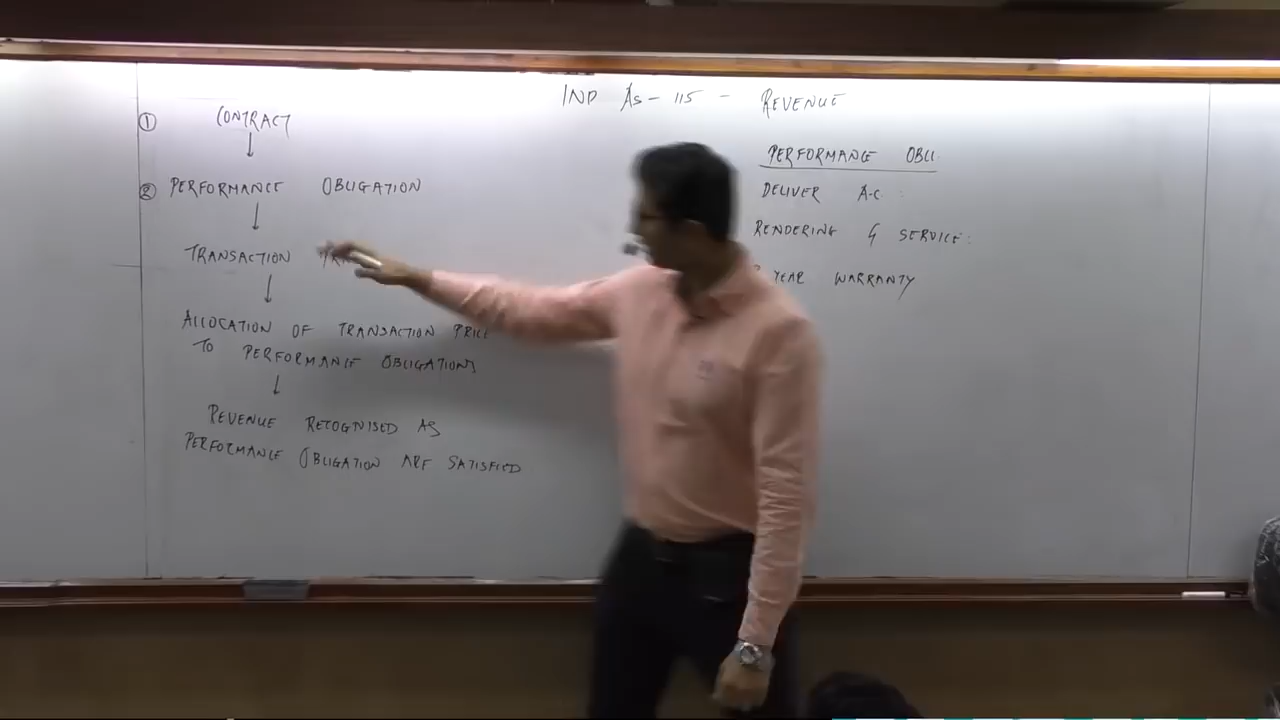 IND AS - 115 - REVENUE
① CONTRACT
↓
② PERFORMANCE OBLIGATION
↓
TRANSACTION
↓
ALLOCATION OF TRANSACTION PRICE
TO PERFORMANCE OBLIGATIONS
↓
REVENUE RECOGNISED AS
PERFORMANCE OBLIGATION ARE SATISFIED
PERFORMANCE OBLI.
DELIVER A.C. :
RENDERING OF SERVICE :
YEAR WARRANTY